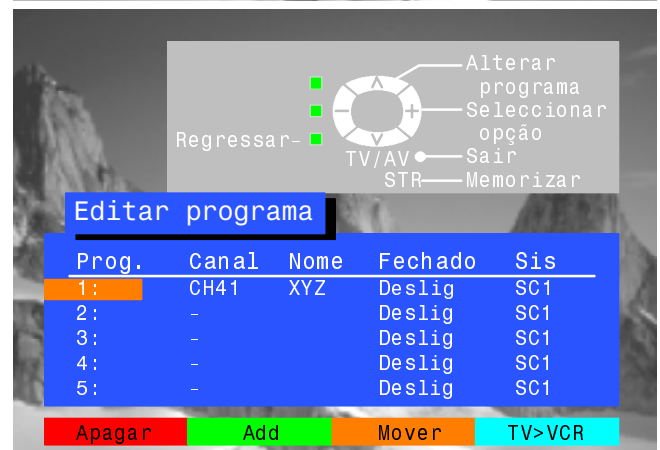 Alterar
programa
Seleccionar
opção
Regressar-
TV/AV Sair
STR Memorizar
Editar programa
Prog. Canal Nome Fechado Sis
1: CH41 XYZ Deslig SC1
2: - Deslig SC1
3: - Deslig SC1
4: - Deslig SC1
5: - Deslig SC1
Apagar Add Mover TV>VCR